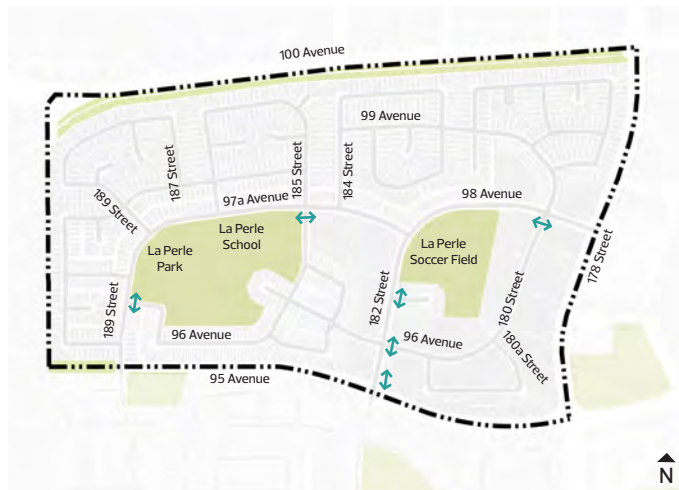 100 Avenue
99 Avenue
187 Street
185 Street
184 Street
189 Street
97a Avenue
98 Avenue
La Perle
School
La Perle
Park
La Perle
Soccer Field
178 Street
189 Street
182 Street
180 Street
96 Avenue
96 Avenue
180a Street
95 Avenue
N